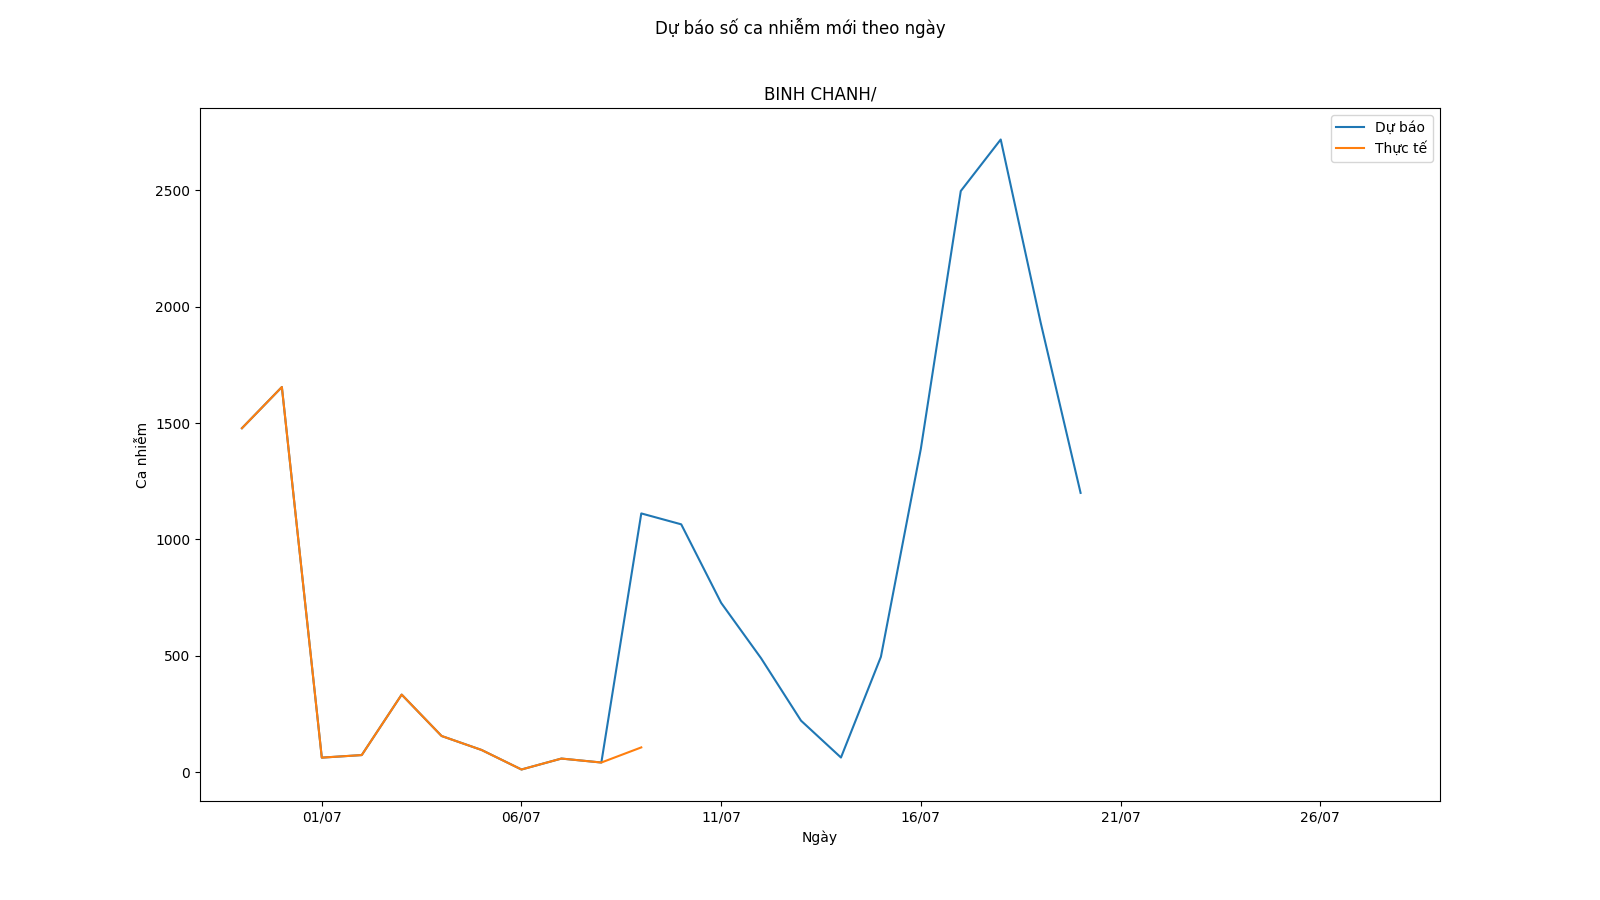 Dự báo số ca nhiễm mới theo ngày
BINH CHANH/
Dự báo
Thực tế
2500
2000
1500
1000
500
0
Ca nhiễm
01/07 06/07 11/07 16/07 21/07 26/07
Ngày